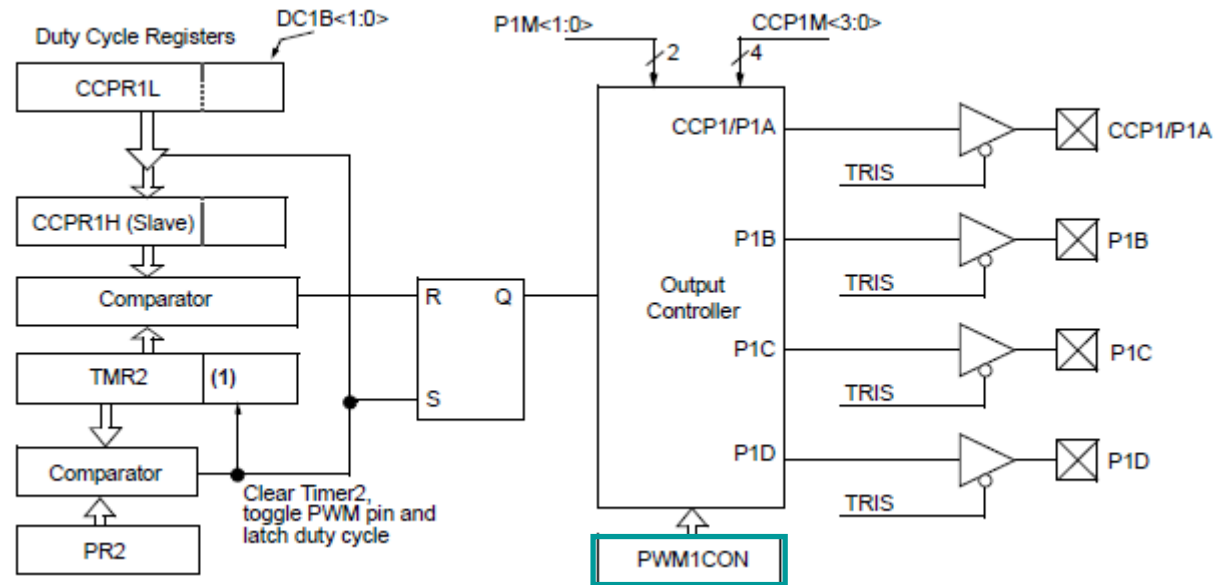 DC1B<1:0>
Duty Cycle Registers
CCPR1L
CCPR1H (Slave)
Comparator
TMR2
(1)
Comparator
PR2
Clear Timer2,
toggle PWM pin and
latch duty cycle
R
Q
S
P1M<1:0>
2
CCP1M<3:0>
4
Output
Controller
CCP1/P1A
P1B
P1C
P1D
PWM1CON
TRIS
CCP1/P1A
TRIS
P1B
TRIS
P1C
TRIS
P1D